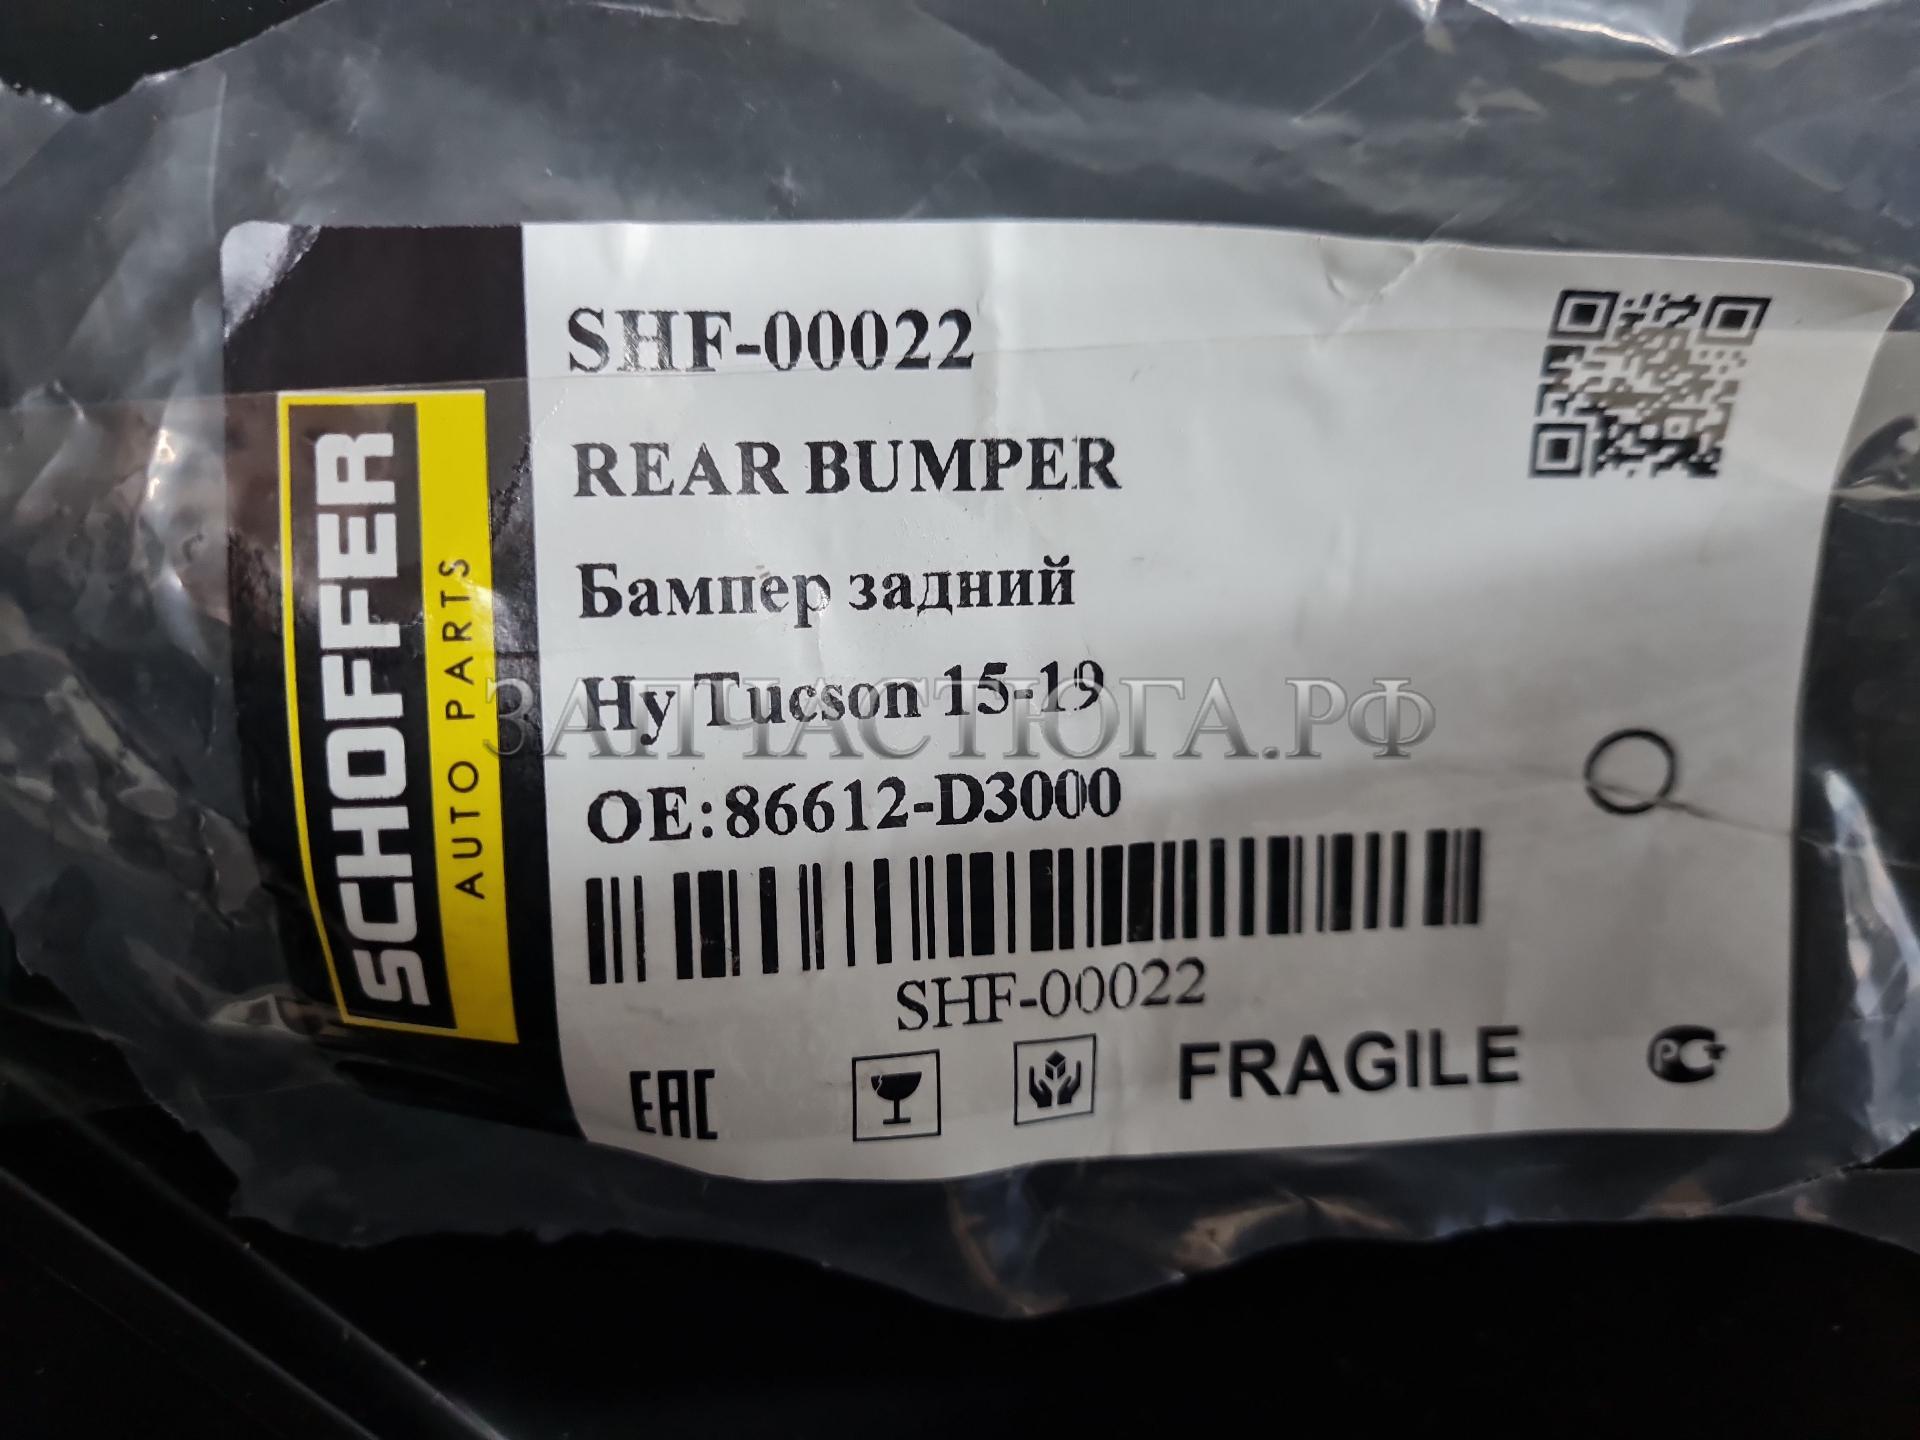 SHF-00022
REAR BUMPER
Бампер задний
Hy Tucson 15-19
OE:86612-D3000
SHF-00022
EAC
FRAGILE
РСТ
SCHOFFER
AUTO PARTS
ЗАПЧАСТЮГА.РФ